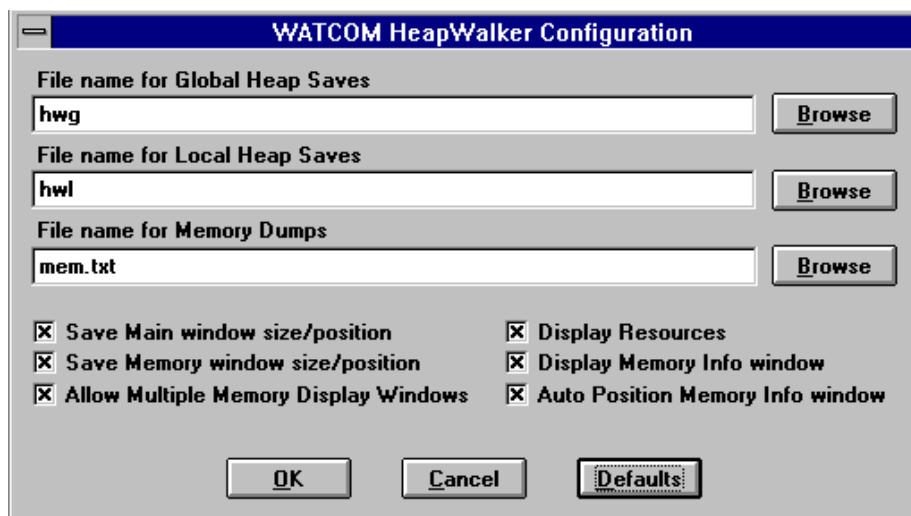 WATCOM HeapWalker Configuration
File name for Global Heap Saves
hwg
Browse
File name for Local Heap Saves
hwl
Browse
File name for Memory Dumps
mem.txt
Browse
Save Main window size/position
Display Resources
Save Memory window size/position
Display Memory Info window
Allow Multiple Memory Display Windows
Auto Position Memory Info window
OK
Cancel
Defaults